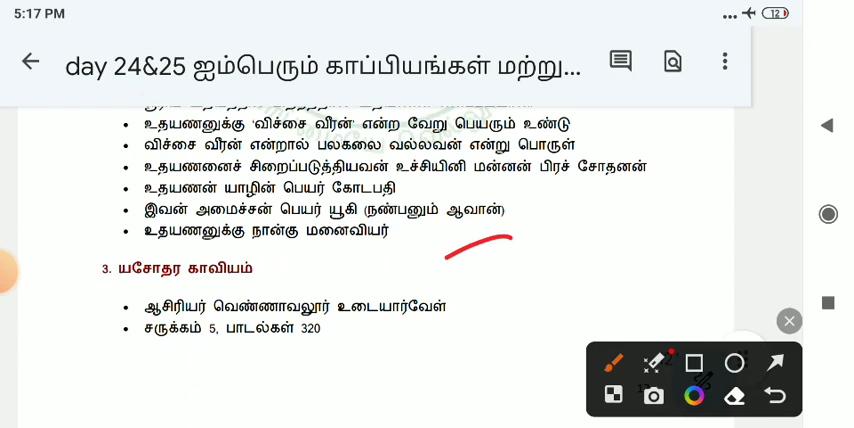 5:17 PM
12
day 24&25 ஐம்பெரும் காப்பியங்கள் மற்று...
• உதயணனுக்கு 'விச்சை வீரன்' என்ற வேறு பெயரும் உண்டு
• விச்சை வீரன் என்றால் பலகலை வல்லவன் என்று பொருள்
• உதயணனைச் சிறைப்படுத்தியவன் உச்சியினி மன்னன் பிரச் சோதனன்
• உதயணன் யாழின் பெயர் கோடபதி
• இவன் அமைச்சன் பெயர் யூகி (நண்பனும் ஆவான்)
• உதயணனுக்கு நான்கு மனைவியர்
3. யசோதர காவியம்
• ஆசிரியர் வெண்ணாவலூர் உடையார்வேள்
• சருக்கம் 5, பாடல்கள் 320